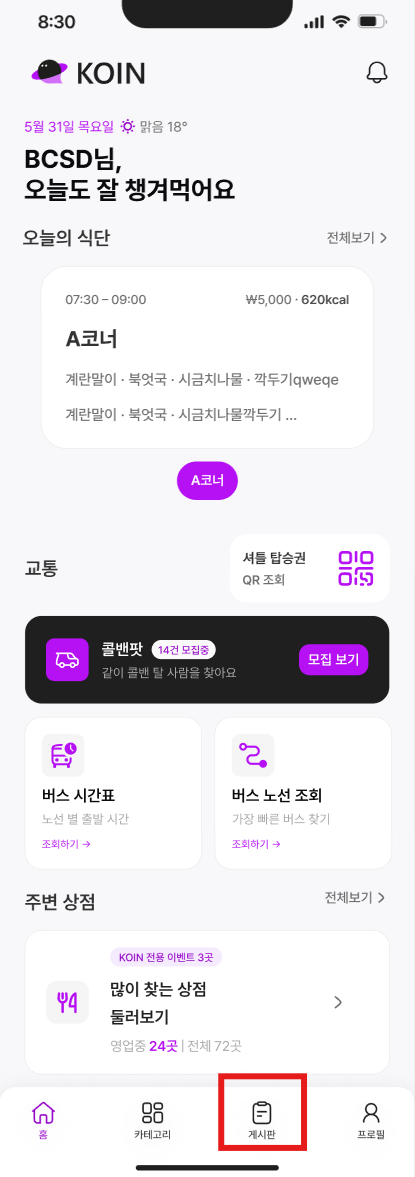 8:30
KOIN
5월 31일 목요일 맑음 18°
BCSD님,
오늘도 잘 챙겨먹어요
오늘의 식단
전체보기 >
07:30 – 09:00
₩5,000 · 620kcal
A코너
계란말이 · 북엇국 · 시금치나물 · 깍두기qweqe
계란말이 · 북엇국 · 시금치나물깍두기 ...
A코너
교통
셔틀 탑승권
QR 조회
콜밴팟 14건 모집중
같이 콜밴 탈 사람을 찾아요
모집 보기
버스 시간표
노선 별 출발 시간
조회하기 →
버스 노선 조회
가장 빠른 버스 찾기
조회하기 →
주변 상점
전체보기 >
KOIN 전용 이벤트 3곳
많이 찾는 상점
둘러보기
영업중 24곳 | 전체 72곳
홈
카테고리
게시판
프로필